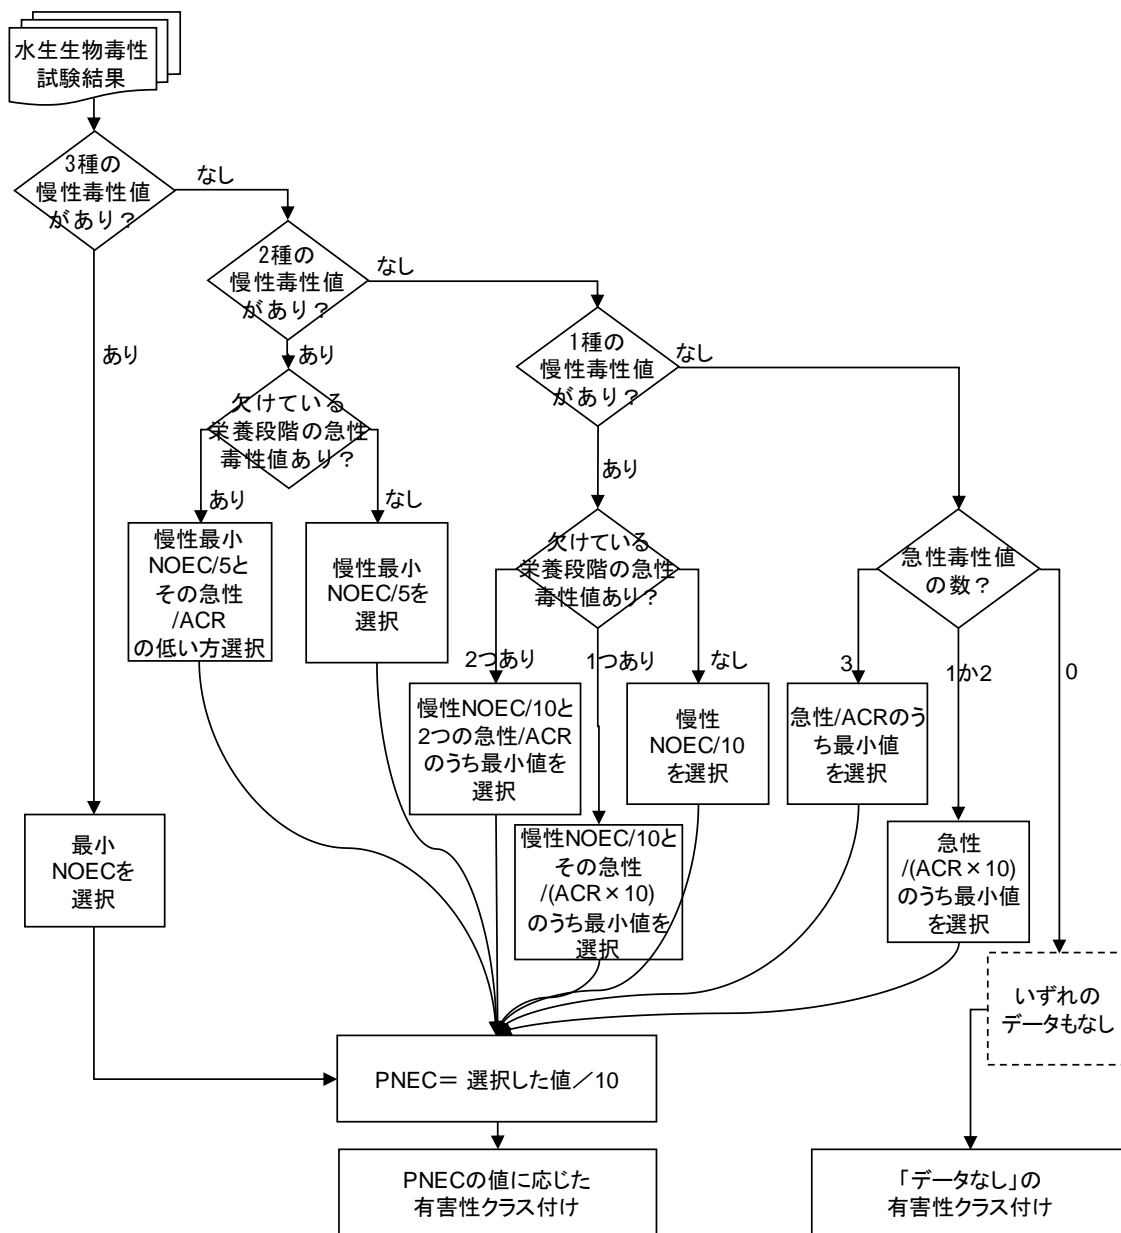 水生生物毒性
試験結果
3種の
慢性毒性値
があり？
なし
2種の
慢性毒性値
があり？
なし
1種の
慢性毒性値
があり？
なし
あり
あり
欠けている
栄養段階の急性
毒性値あり？
あり
なし
あり
慢性最小
NOEC/5と
その急性
/ACR
の低い方選択
慢性最小
NOEC/5を
選択
欠けている
栄養段階の急性
毒性値あり？
急性毒性値
の数？
2つあり
1つあり
なし
3
1か2
0
慢性NOEC/10と
2つの急性/ACR
のうち最小値を
選択
慢性
NOEC/10
を選択
急性/ACRのう
ち最小値
を選択
最小
NOECを
選択
慢性NOEC/10と
その急性
/(ACR×10)
のうち最小値を
選択
急性
/(ACR×10)
のうち最小値
を選択
いずれの
データもなし
PNEC＝ 選択した値／10
PNECの値に応じた
有害性クラス付け
「データなし」の
有害性クラス付け